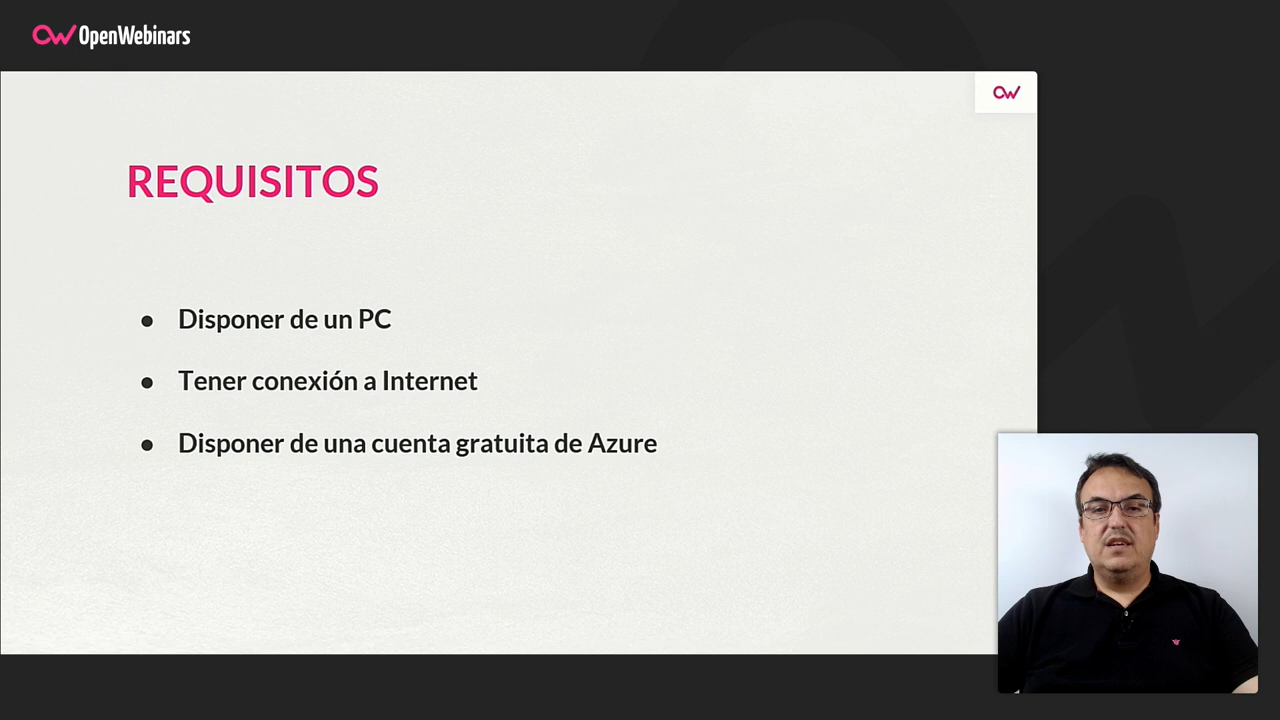 OpenWebinars
REQUISITOS
● Disponer de un PC
● Tener conexión a Internet
● Disponer de una cuenta gratuita de Azure